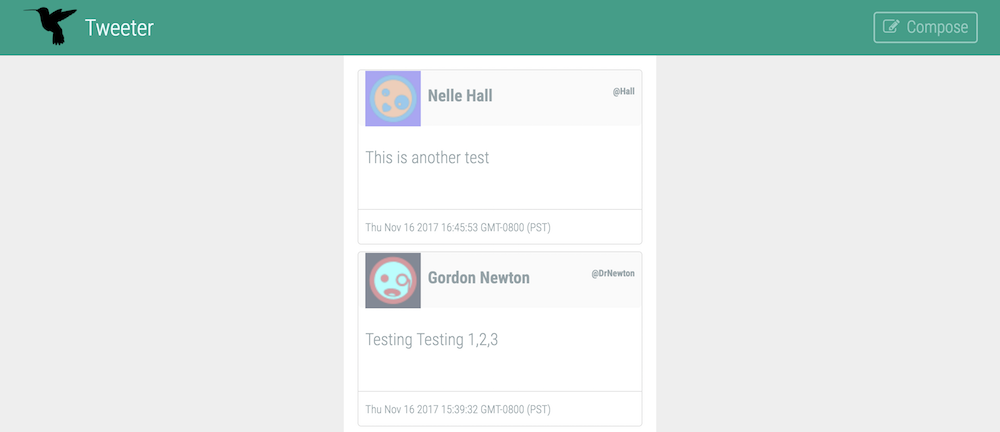 Tweeter
Compose
Nelle Hall
@Hall
This is another test
Thu Nov 16 2017 16:45:53 GMT-0800 (PST)
Gordon Newton
@DrNewton
Testing Testing 1,2,3
Thu Nov 16 2017 15:39:32 GMT-0800 (PST)